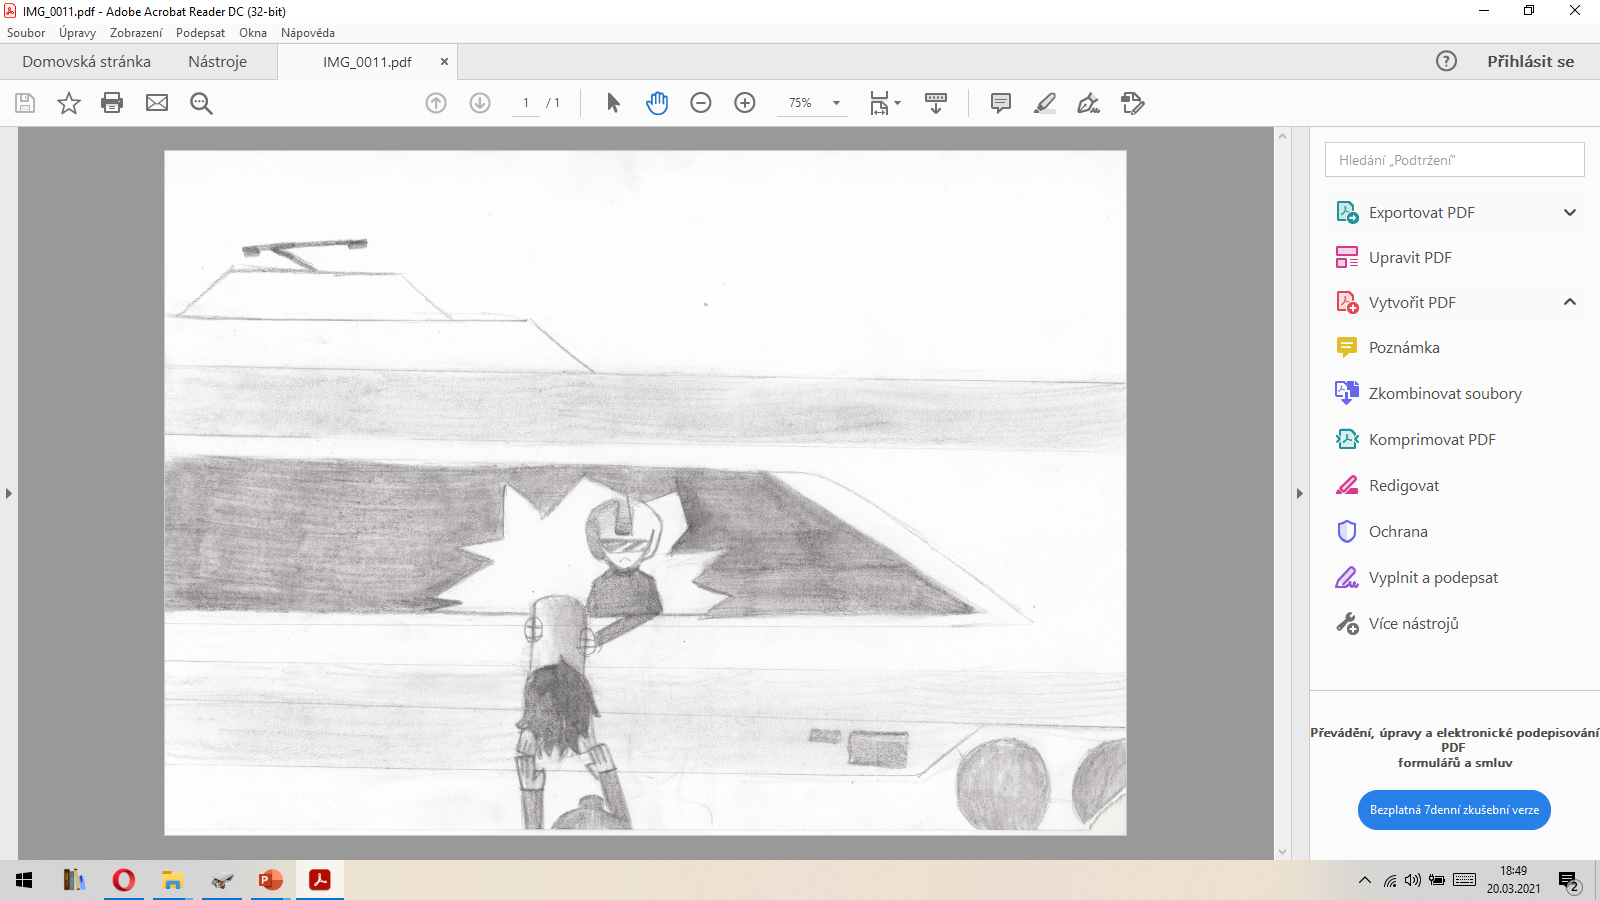 IMG_0011.pdf - Adobe Acrobat Reader DC (32-bit)
Soubor Úpravy Zobrazení Podepsat Okna Nápověda
Domovská stránka Nástroje IMG_0011.pdf × ? Přihlásit se
1 / 1 75%
Hledání „Podtržení"
Exportovat PDF
Upravit PDF
Vytvořit PDF
Poznámka
Zkombinovat soubory
Komprimovat PDF
Redigovat
Ochrana
Vyplnit a podepsat
Více nástrojů
Převádění, úpravy a elektronické podepisování
PDF
formulářů a smluv
Bezplatná 7denní zkušební verze
18:49
20.03.2021
2